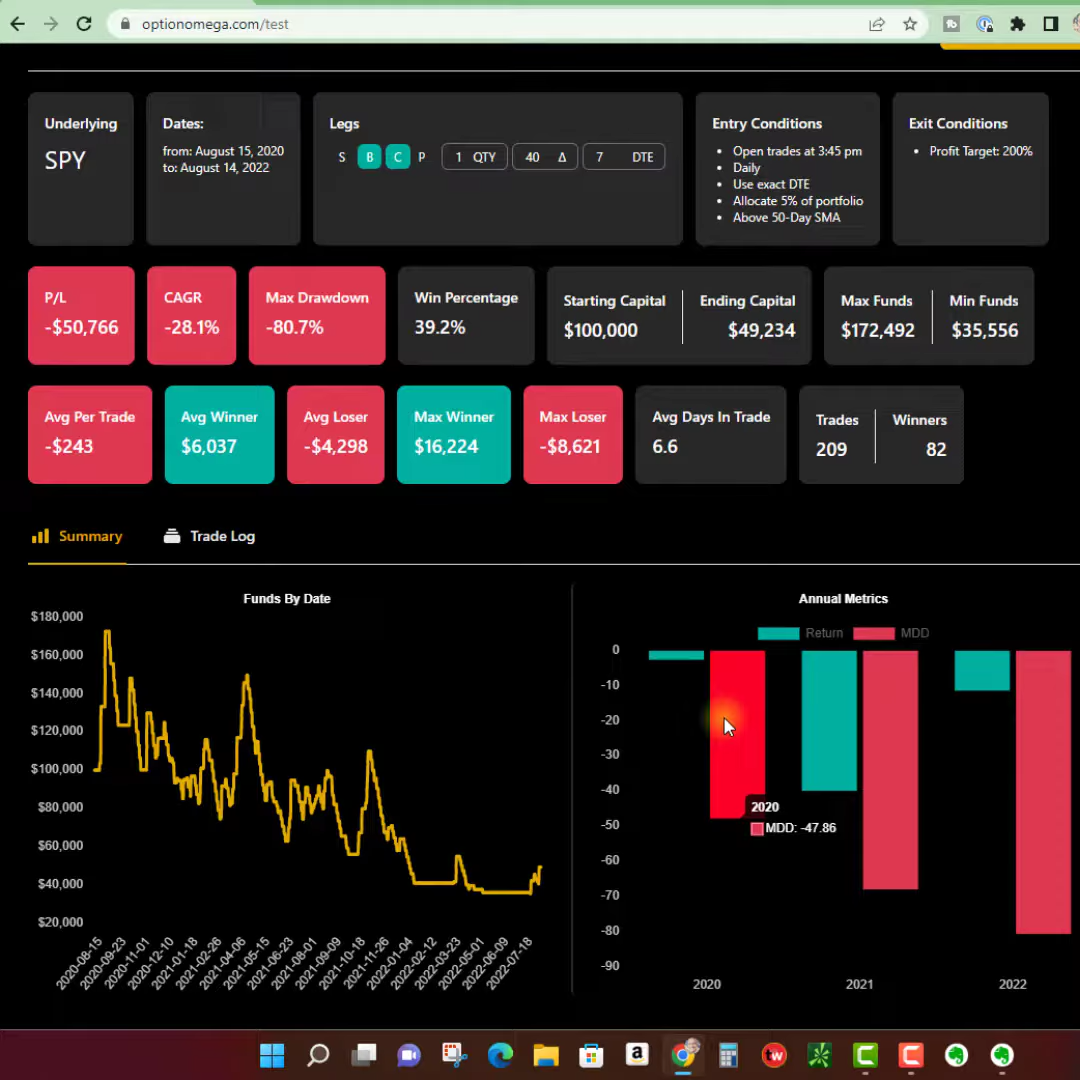 optionomega.com/test
Underlying
SPY
Dates:
from: August 15, 2020
to: August 14, 2022
Legs
S B C P 1 QTY 40 Δ 7 DTE
Entry Conditions
• Open trades at 3:45 pm
• Daily
• Use exact DTE
• Allocate 5% of portfolio
• Above 50-Day SMA
Exit Conditions
• Profit Target: 200%
P/L
-$50,766
CAGR
-28.1%
Max Drawdown
-80.7%
Win Percentage
39.2%
Starting Capital
$100,000
Ending Capital
$49,234
Max Funds
$172,492
Min Funds
$35,556
Avg Per Trade
-$243
Avg Winner
$6,037
Avg Loser
-$4,298
Max Winner
$16,224
Max Loser
-$8,621
Avg Days In Trade
6.6
Trades
209
Winners
82
Summary
Trade Log
Funds By Date
$180,000
$160,000
$140,000
$120,000
$100,000
$80,000
$60,000
$40,000
$20,000
2020-08-15
2020-09-23
2020-11-01
2020-12-10
2021-01-18
2021-02-26
2021-04-06
2021-05-15
2021-06-23
2021-08-01
2021-09-09
2021-10-18
2021-11-26
2022-01-04
2022-02-12
2022-03-23
2022-05-01
2022-06-09
2022-07-18
Annual Metrics
Return MDD
0
-10
-20
-30
-40
-50
-60
-70
-80
-90
2020
MDD: -47.86
2020 2021 2022
a
tw